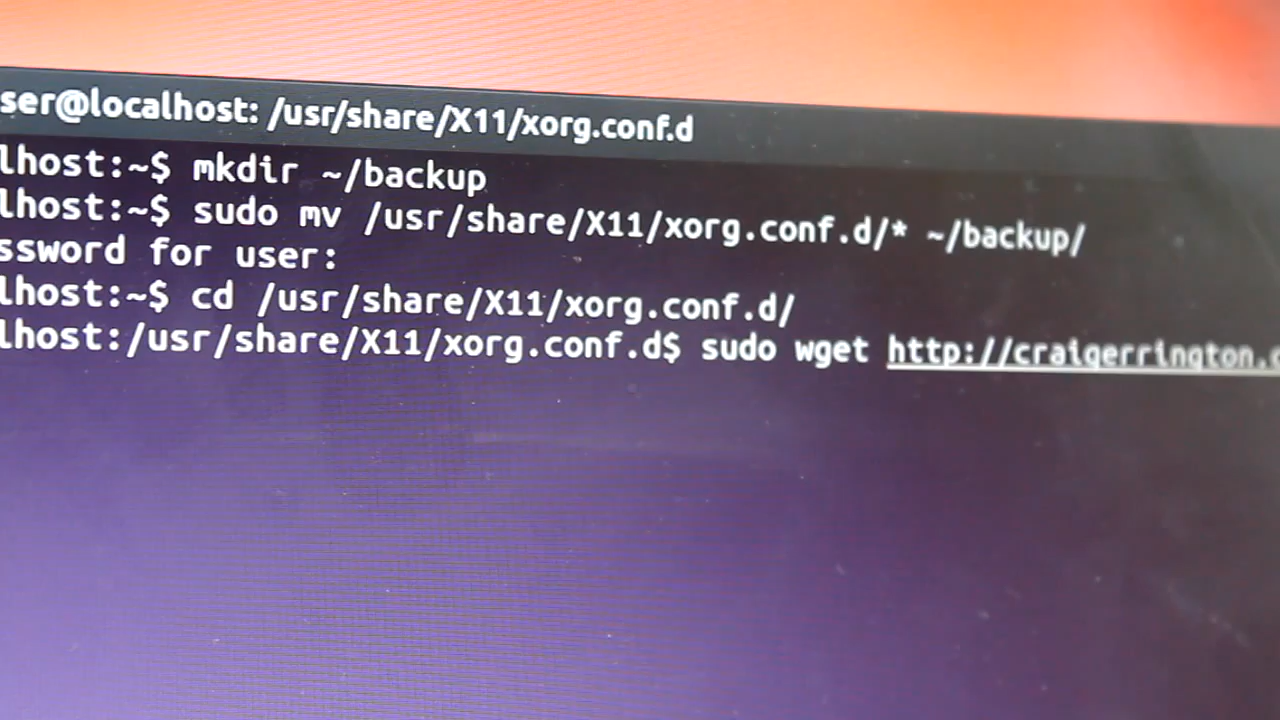 ser@localhost: /usr/share/X11/xorg.conf.d
lhost:~$ mkdir ~/backup
lhost:~$ sudo mv /usr/share/X11/xorg.conf.d/* ~/backup/
ssword for user:
lhost:~$ cd /usr/share/X11/xorg.conf.d/
lhost:/usr/share/X11/xorg.conf.d$ sudo wget http://craigerrington.c